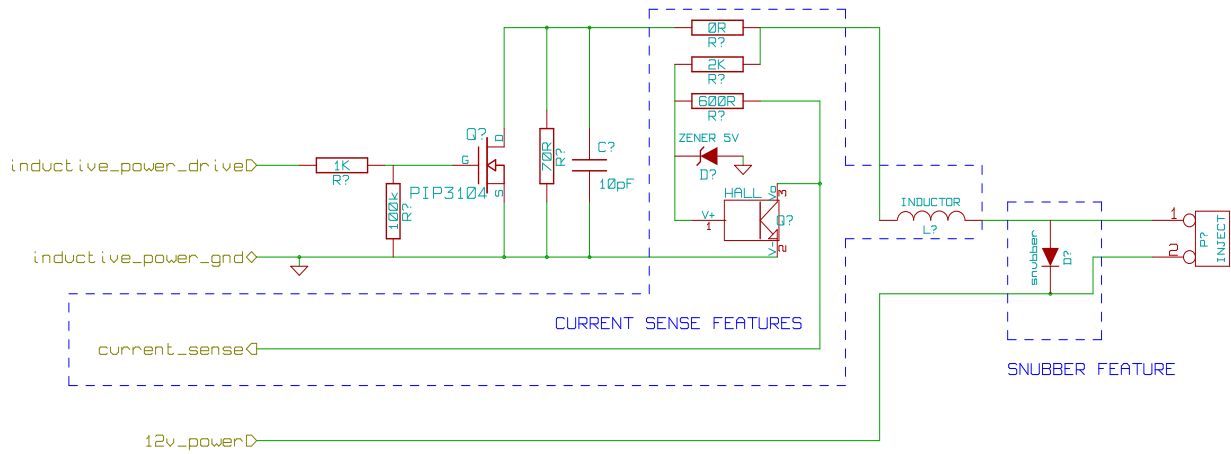 0R
R?
2K
R?
600R
R?
ZENER 5V
D?
Q?
D
G
S
PIP3104
70R
R?
C?
10pF
inductive_power_drive
1K
R?
100k
R?
HALL
Vo
3
V+
1
Q?
V-
2
INDUCTOR
L?
snubber
D?
1
2
P?
INJECT
inductive_power_gnd
CURRENT SENSE FEATURES
current_sense
SNUBBER FEATURE
12v_power